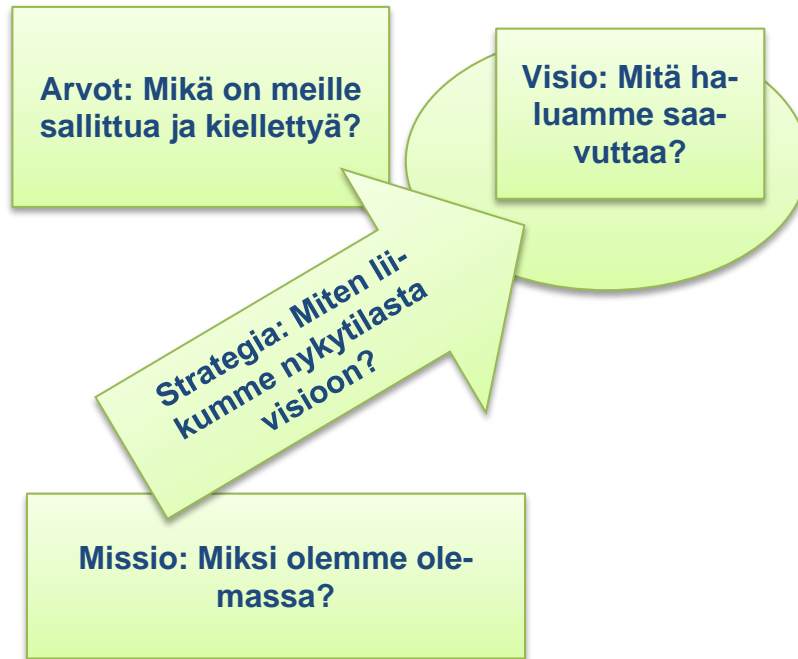 Arvot: Mikä on meille
sallittua ja kiellettyä?
Visio: Mitä ha-
luamme saa-
vuttaa?
Strategia: Miten lii-
kumme nykytilasta
visioon?
Missio: Miksi olemme ole-
massa?